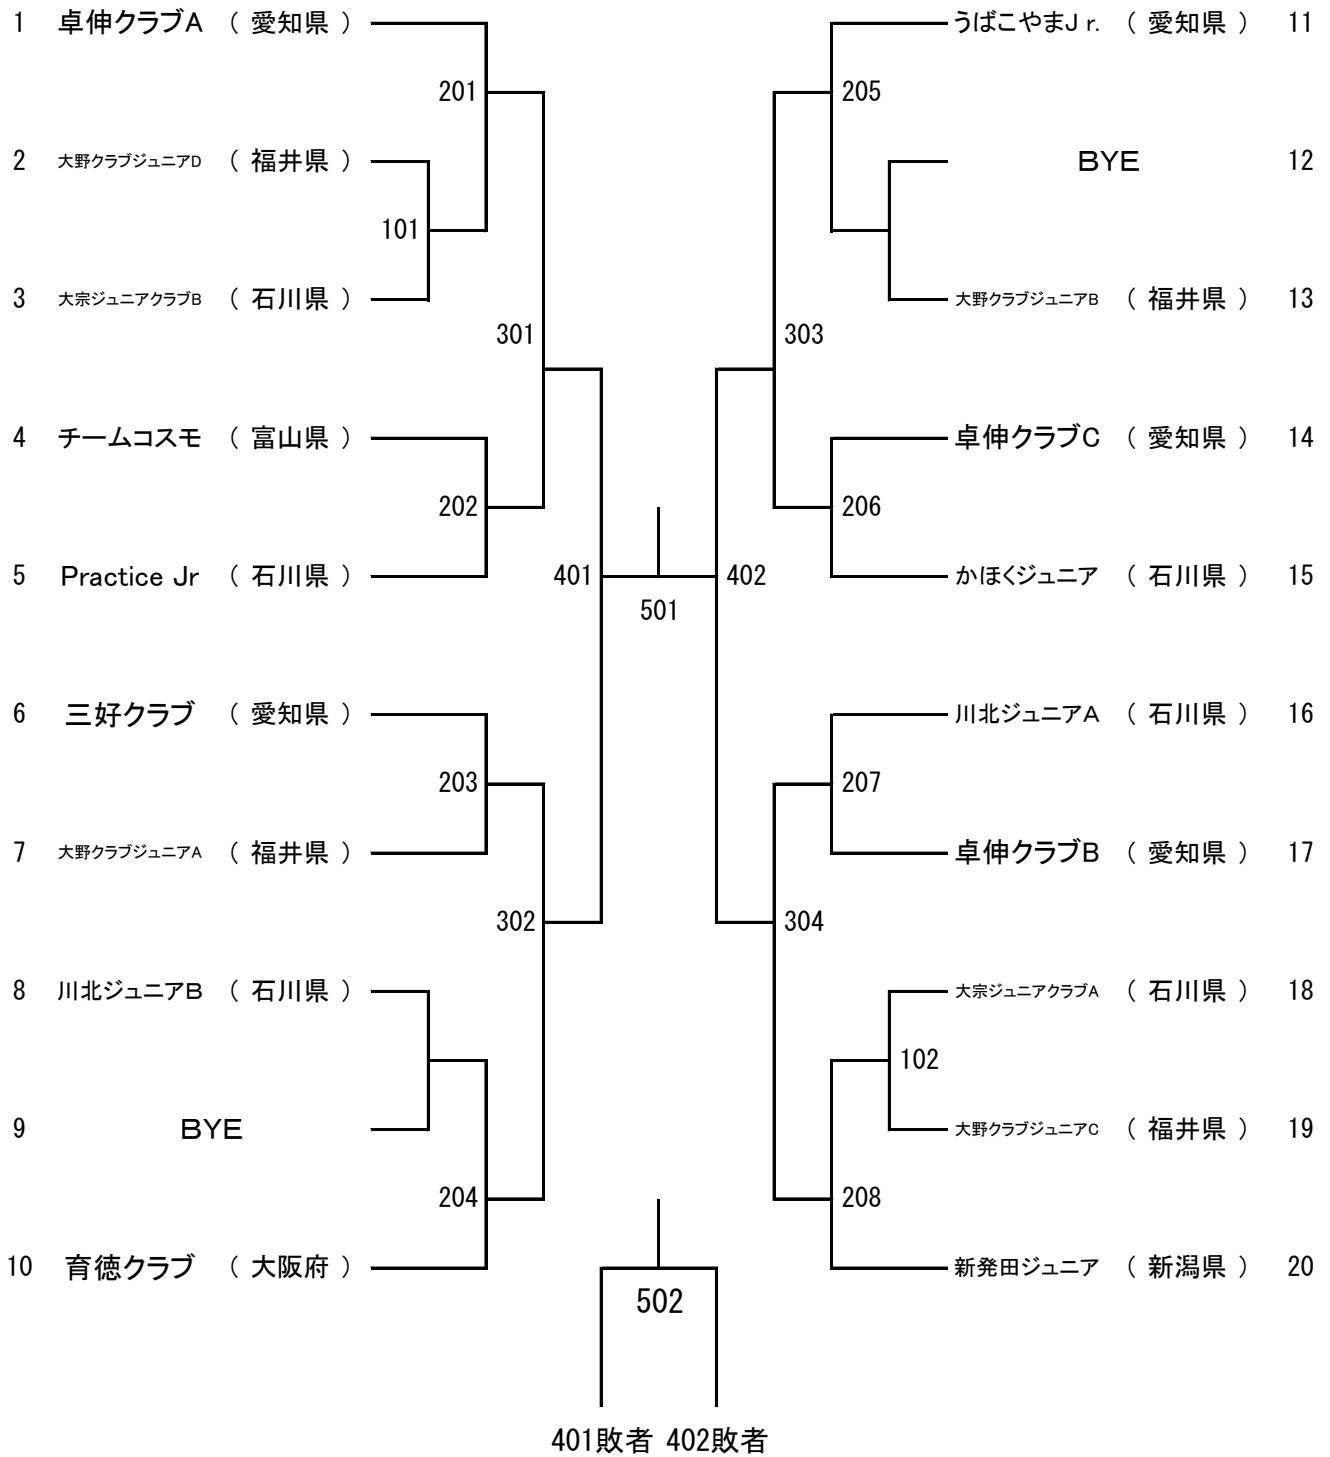 1 卓伸クラブA （ 愛知県 ）
うばこやまJr. （ 愛知県 ） 11
201
205
2 大野クラブジュニアD （ 福井県 ）
BYE 12
101
3 大宗ジュニアクラブB （ 石川県 ）
大野クラブジュニアB （ 福井県 ） 13
301
303
4 チームコスモ （ 富山県 ）
卓伸クラブC （ 愛知県 ） 14
202
206
5 Practice Jr （ 石川県 ）
401
402
かほくジュニア （ 石川県 ） 15
501
6 三好クラブ （ 愛知県 ）
川北ジュニアA （ 石川県 ） 16
203
207
7 大野クラブジュニアA （ 福井県 ）
卓伸クラブB （ 愛知県 ） 17
302
304
8 川北ジュニアB （ 石川県 ）
大宗ジュニアクラブA （ 石川県 ） 18
102
9 BYE
大野クラブジュニアC （ 福井県 ） 19
204
208
10 育徳クラブ （ 大阪府 ）
新発田ジュニア （ 新潟県 ） 20
502
401敗者 402敗者